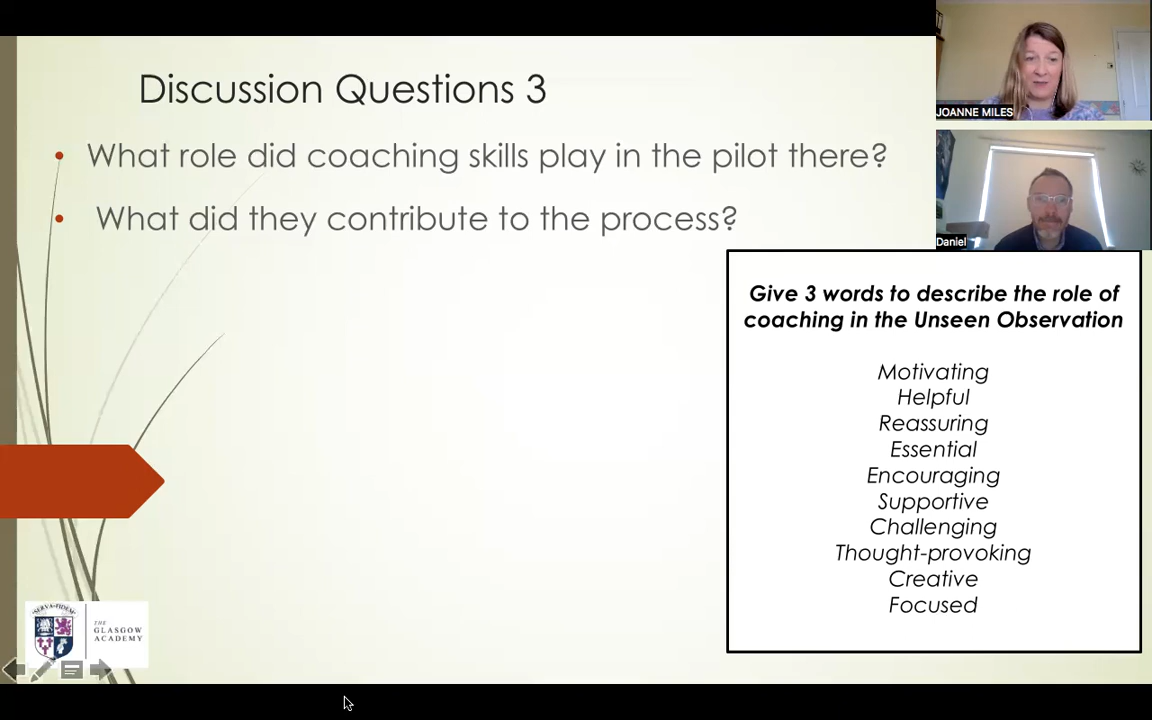 Discussion Questions 3
• What role did coaching skills play in the pilot there?
• What did they contribute to the process?
JOANNE MILES
Daniel
Give 3 words to describe the role of
coaching in the Unseen Observation
Motivating
Helpful
Reassuring
Essential
Encouraging
Supportive
Challenging
Thought-provoking
Creative
Focused
SERVA FIDEM
THE
GLASGOW
ACADEMY